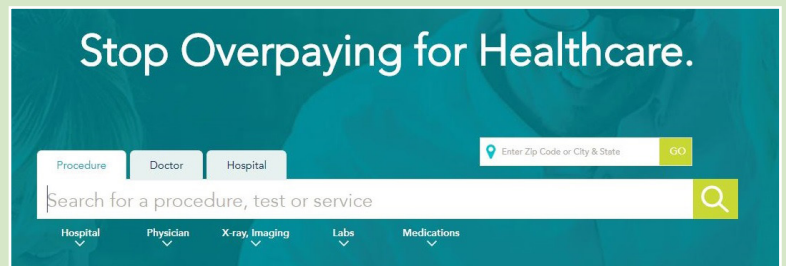 Stop Overpaying for Healthcare.
Enter Zip Code or City & State GO
Procedure Doctor Hospital
Search for a procedure, test or service
Hospital Physician X-ray, Imaging Labs Medications